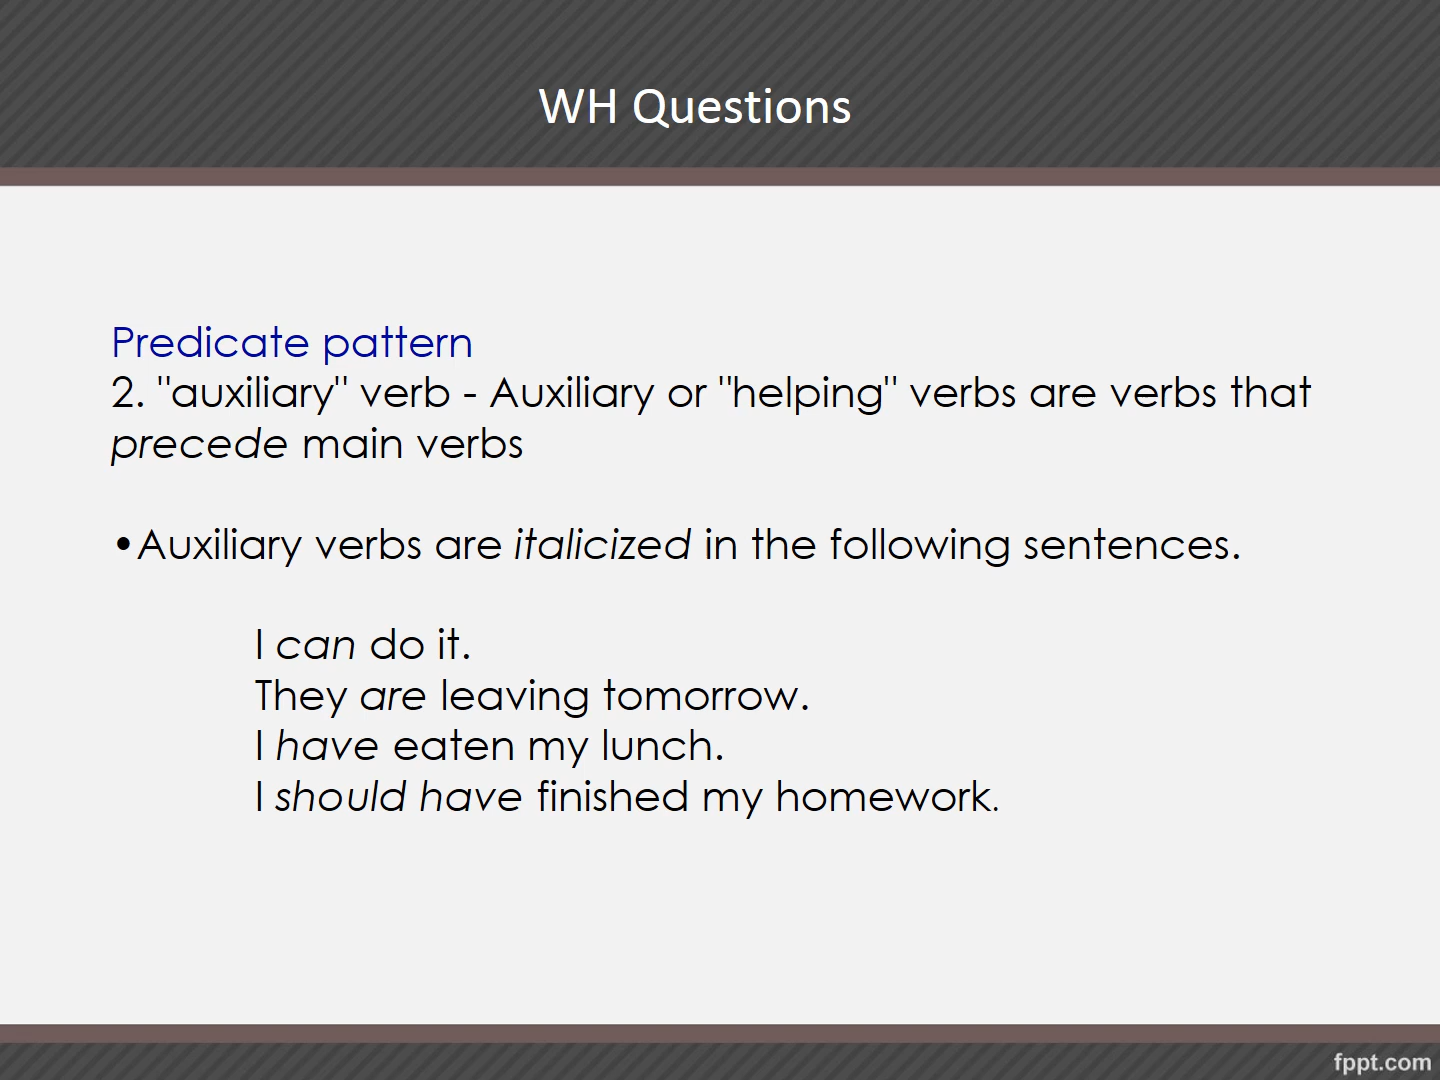 WH Questions
Predicate pattern
2. "auxiliary" verb - Auxiliary or "helping" verbs are verbs that
precede main verbs
•Auxiliary verbs are italicized in the following sentences.
I can do it.
They are leaving tomorrow.
I have eaten my lunch.
I should have finished my homework.
fppt.com